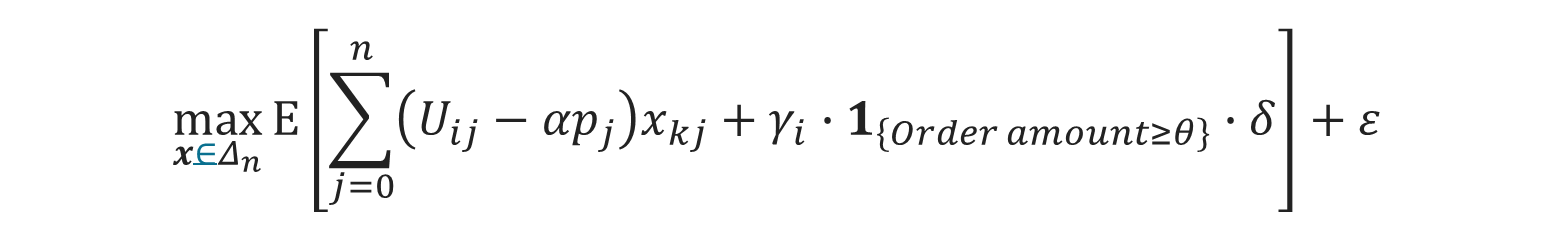 max_{x∈Δ_n} E [ ∑_{j=0}^{n} (U_{ij} − αp_j) x_{kj} + γ_i · 𝟏_{{Order amount≥θ}} · δ ] + ε